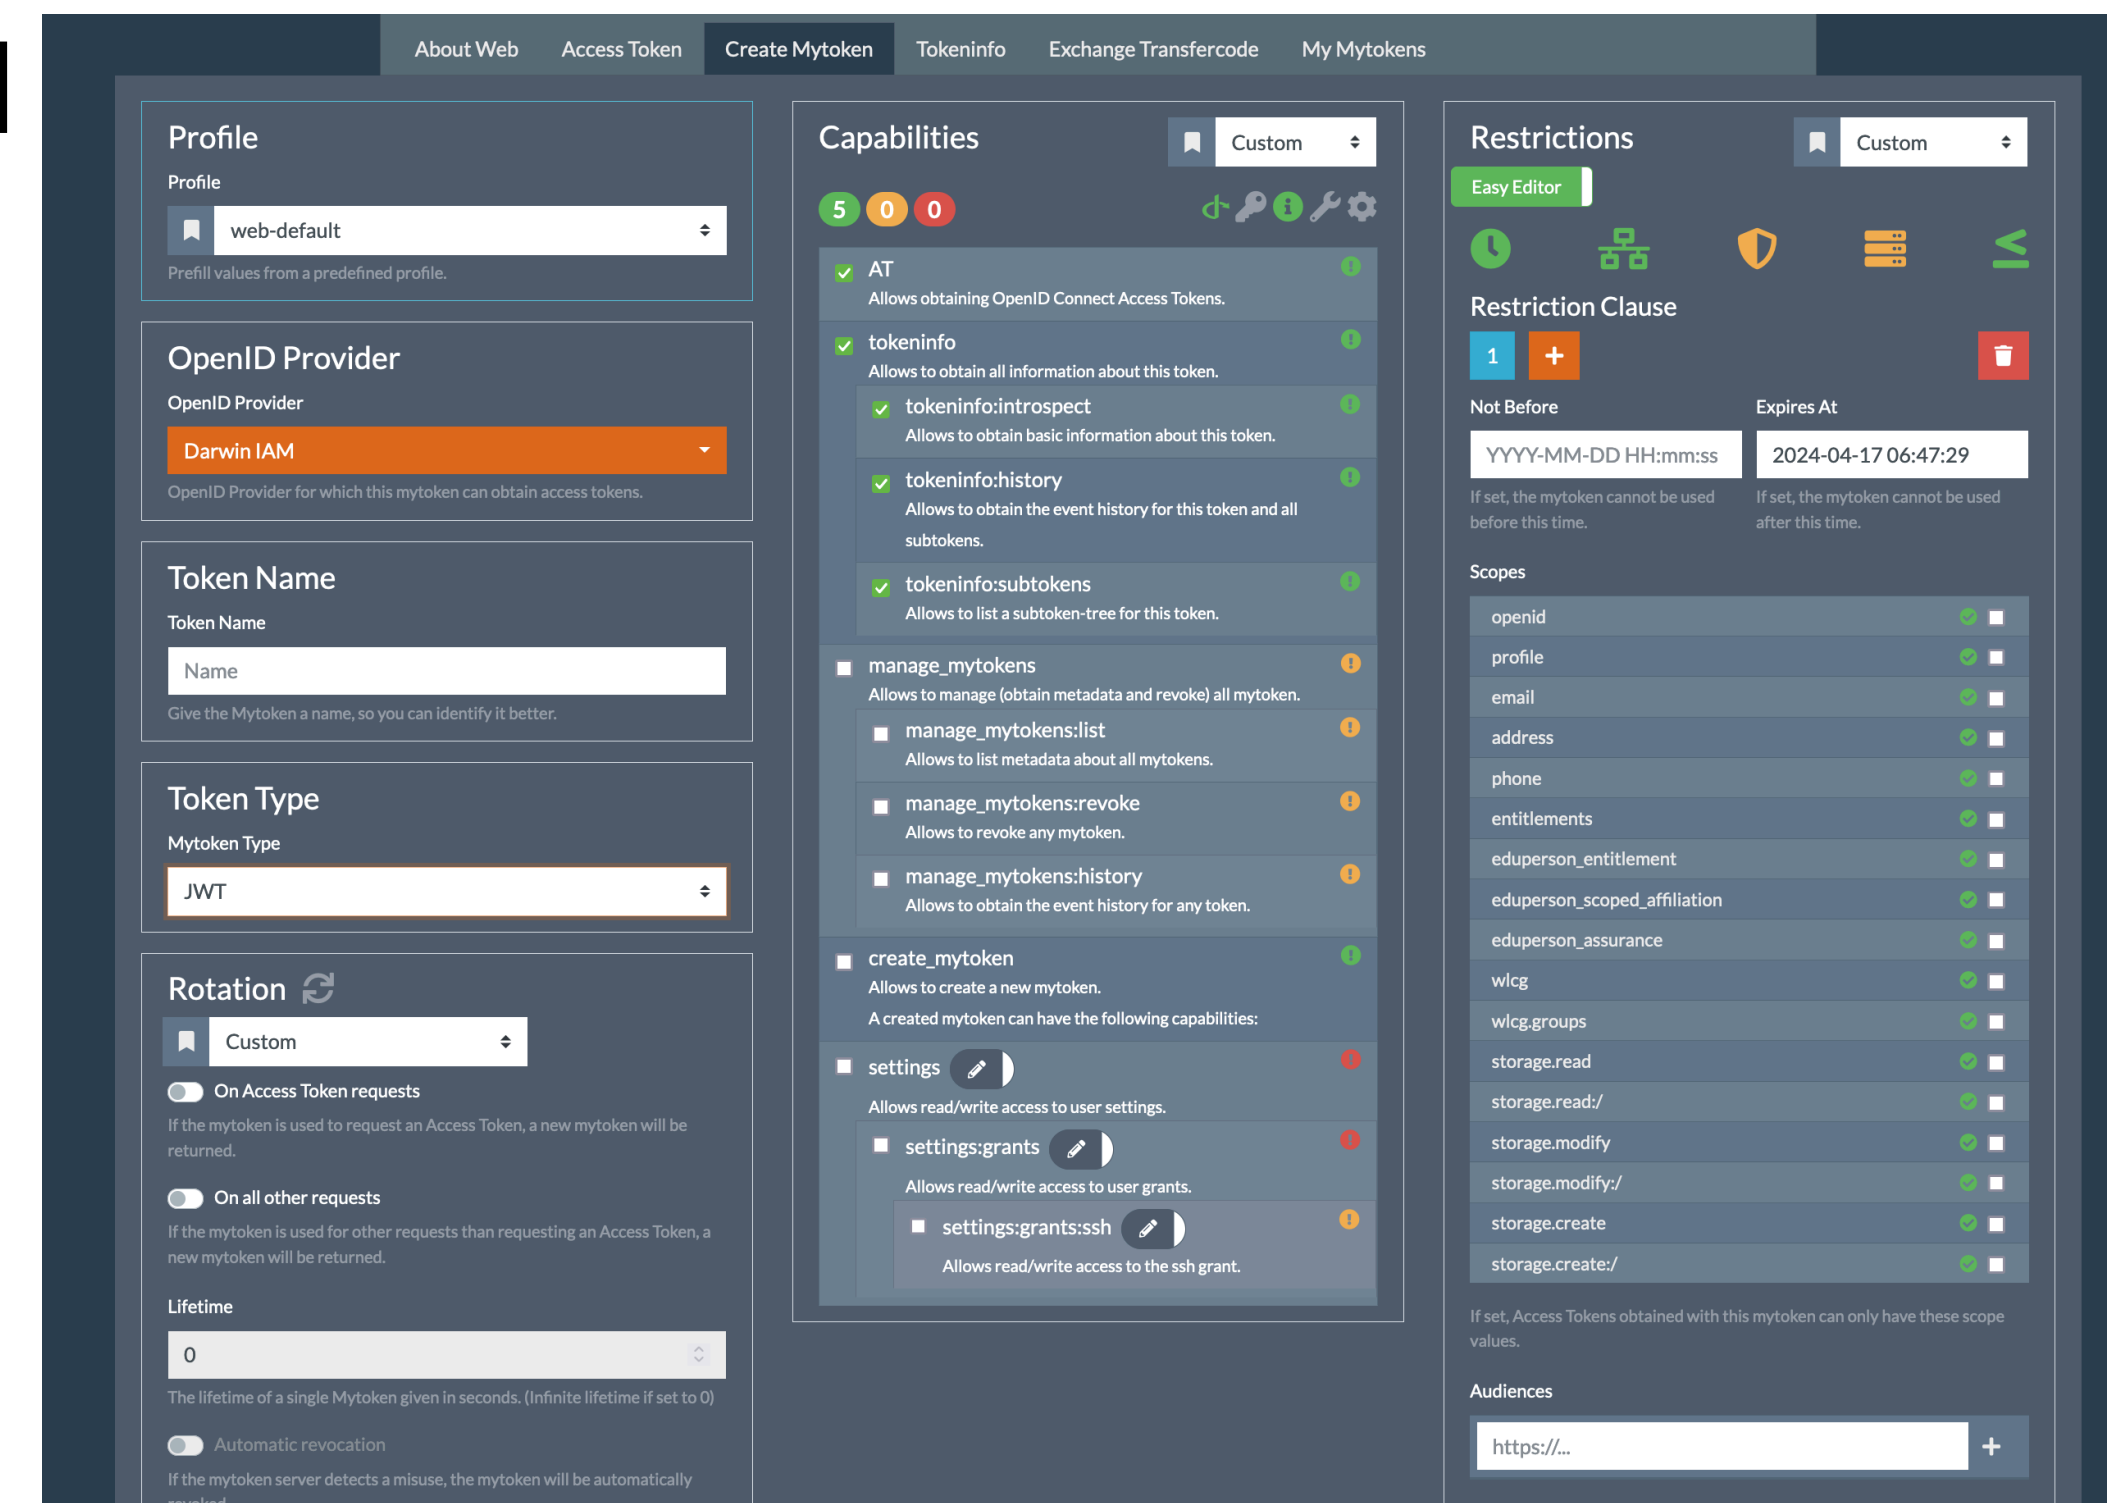 About Web
Access Token
Create Mytoken
Tokeninfo
Exchange Transfercode
My Mytokens
Profile
Profile
web-default
Prefill values from a predefined profile.
OpenID Provider
OpenID Provider
Darwin IAM
OpenID Provider for which this mytoken can obtain access tokens.
Token Name
Token Name
Name
Give the Mytoken a name, so you can identify it better.
Token Type
Mytoken Type
JWT
Rotation
Custom
On Access Token requests
If the mytoken is used to request an Access Token, a new mytoken will be
returned.
On all other requests
If the mytoken is used for other requests than requesting an Access Token, a
new mytoken will be returned.
Lifetime
0
The lifetime of a single Mytoken given in seconds. (Infinite lifetime if set to 0)
Automatic revocation
If the mytoken server detects a misuse, the mytoken will be automatically
Capabilities
Custom
5 0 0
AT
Allows obtaining OpenID Connect Access Tokens.
tokeninfo
Allows to obtain all information about this token.
tokeninfo:introspect
Allows to obtain basic information about this token.
tokeninfo:history
Allows to obtain the event history for this token and all
subtokens.
tokeninfo:subtokens
Allows to list a subtoken-tree for this token.
manage_mytokens
Allows to manage (obtain metadata and revoke) all mytoken.
manage_mytokens:list
Allows to list metadata about all mytokens.
manage_mytokens:revoke
Allows to revoke any mytoken.
manage_mytokens:history
Allows to obtain the event history for any token.
create_mytoken
Allows to create a new mytoken.
A created mytoken can have the following capabilities:
settings
Allows read/write access to user settings.
settings:grants
Allows read/write access to user grants.
settings:grants:ssh
Allows read/write access to the ssh grant.
Restrictions
Custom
Easy Editor
Restriction Clause
1 +
Not Before
Expires At
YYYY-MM-DD HH:mm:ss
2024-04-17 06:47:29
If set, the mytoken cannot be used
before this time.
If set, the mytoken cannot be used
after this time.
Scopes
openid
profile
email
address
phone
entitlements
eduperson_entitlement
eduperson_scoped_affiliation
eduperson_assurance
wlcg
wlcg.groups
storage.read
storage.read:/
storage.modify
storage.modify:/
storage.create
storage.create:/
If set, Access Tokens obtained with this mytoken can only have these scope
values.
Audiences
https://...
+